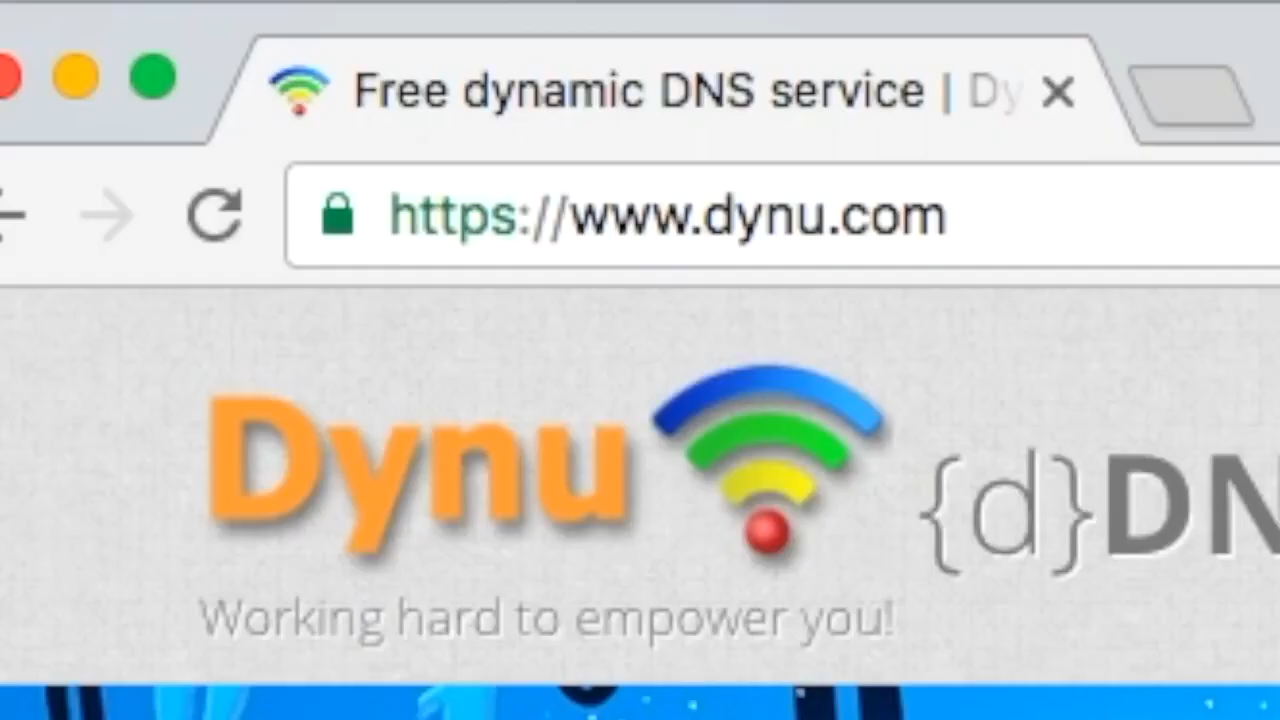 Free dynamic DNS service | Dy
https://www.dynu.com
Dynu
{d}DN
Working hard to empower you!